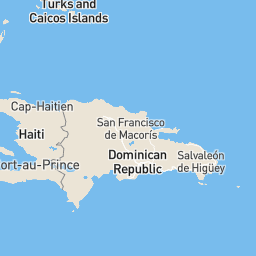 Turks and
Caicos Islands
Cap-Haitien
San Francisco
de Macorís
Haiti
ort-au-Prince
Dominican
Republic
Salvaleón
de Higüey